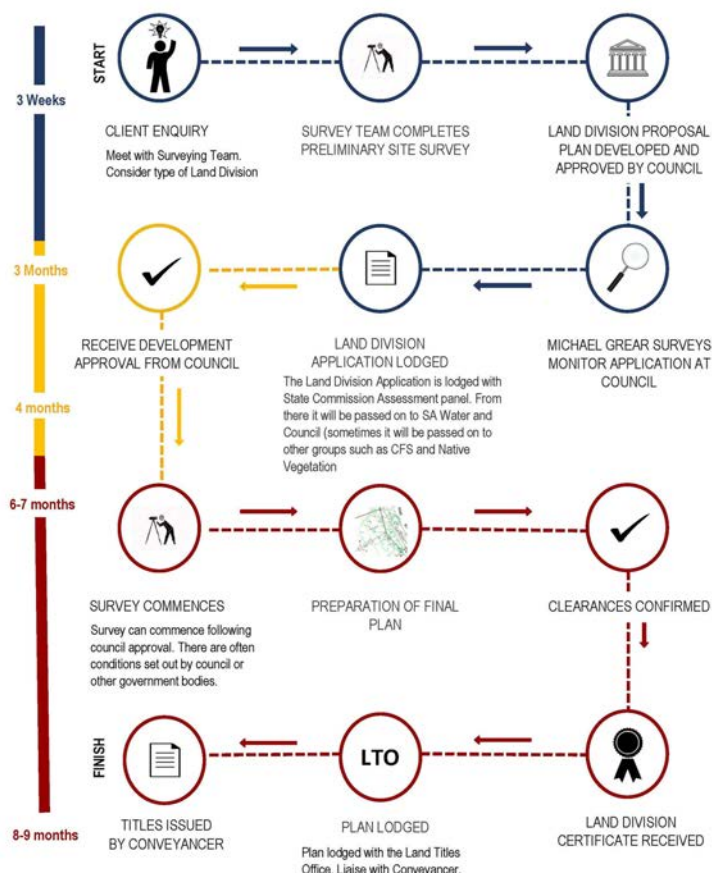 START
3 Weeks
CLIENT ENQUIRY
Meet with Surveying Team.
Consider type of Land Division
SURVEY TEAM COMPLETES
PRELIMINARY SITE SURVEY
LAND DIVISION PROPOSAL
PLAN DEVELOPED AND
APPROVED BY COUNCIL
MICHAEL GREAR SURVEYS
MONITOR APPLICATION AT
COUNCIL
LAND DIVISION
APPLICATION LODGED
The Land Division Application is lodged with
State Commission Assessment panel. From
there it will be passed on to SA Water and
Council (sometimes it will be passed on to
other groups such as CFS and Native
Vegetation
3 Months
RECEIVE DEVELOPMENT
APPROVAL FROM COUNCIL
4 months
6-7 months
SURVEY COMMENCES
Survey can commence following
council approval. There are often
conditions set out by council or
other government bodies.
PREPARATION OF FINAL
PLAN
CLEARANCES CONFIRMED
LAND DIVISION
CERTIFICATE RECEIVED
LTO
PLAN LODGED
Plan lodged with the Land Titles
Office. Liaise with Conveyancer.
FINISH
TITLES ISSUED
BY CONVEYANCER
8-9 months